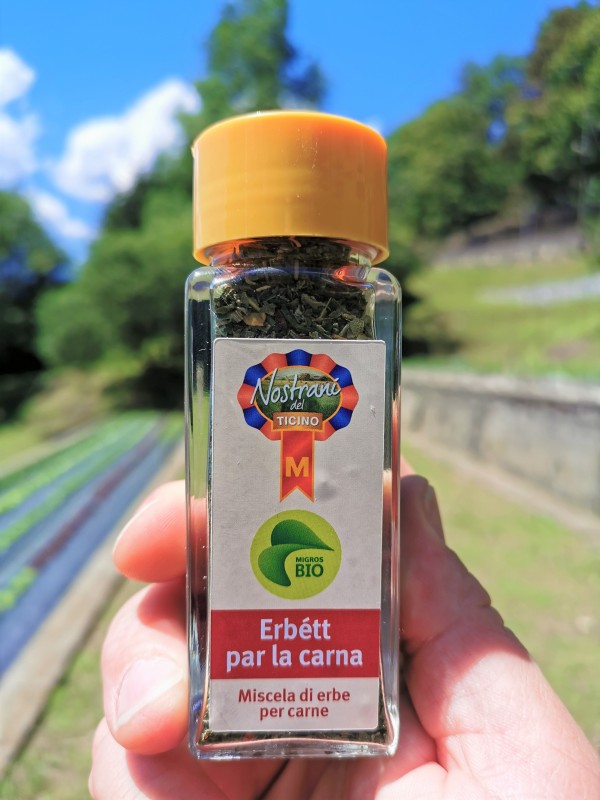 Nostrani
del
TICINO
M
MIGROS
BIO
Erbétt
par la carna
Miscela di erbe
per carne